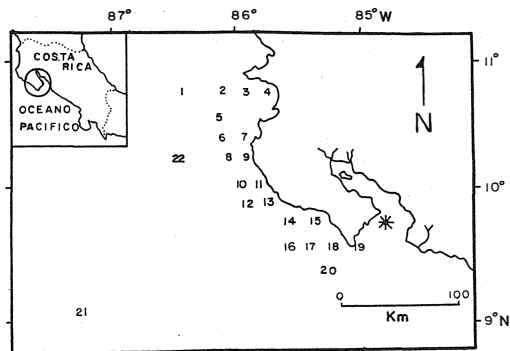 87° 86° 85°W
COSTA
RICA
OCEANO
PACIFICO
11°
N
1 2 3 4
5
6 7
22 8 9
10°
10 11
12 13
14 15
16 17 18 19
20
0 100
Km
21
9°N